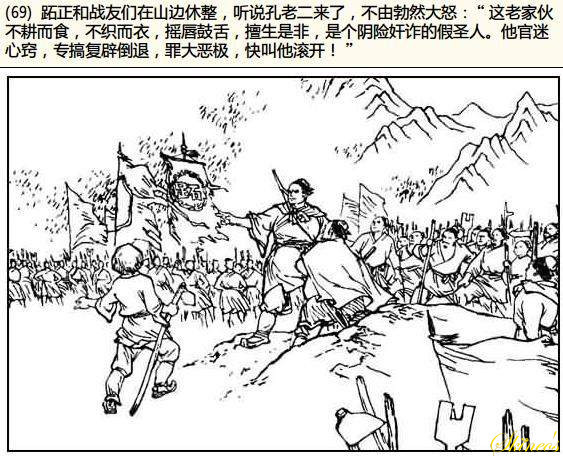 (69) 跖正和战友们在山边休整，听说孔老二来了，不由勃然大怒：“这老家伙
不耕而食，不织而衣，摇唇鼓舌，擅生是非，是个阴险奸诈的假圣人。他官迷
心窍，专搞复辟倒退，罪大恶极，快叫他滚开！”